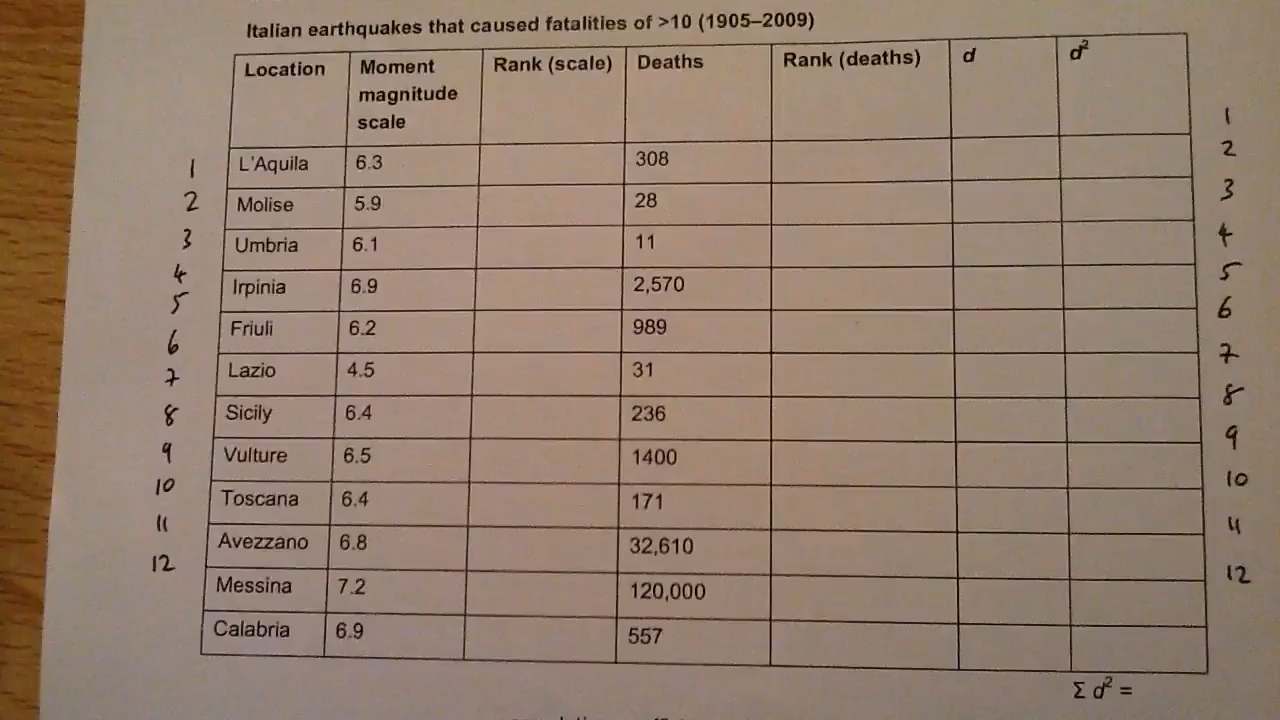 Italian earthquakes that caused fatalities of >10 (1905–2009)
Location Moment magnitude scale Rank (scale) Deaths Rank (deaths) d d²
1
1 L'Aquila 6.3 308 2
2 Molise 5.9 28 3
3 Umbria 6.1 11 4
4 Irpinia 6.9 2,570 5
5 Friuli 6.2 989 6
6 Lazio 4.5 31 7
7 Sicily 6.4 236 8
8 Vulture 6.5 1400 9
9 Toscana 6.4 171 10
10 Avezzano 6.8 32,610 11
11 Messina 7.2 120,000 12
12 Calabria 6.9 557
Σ d² =